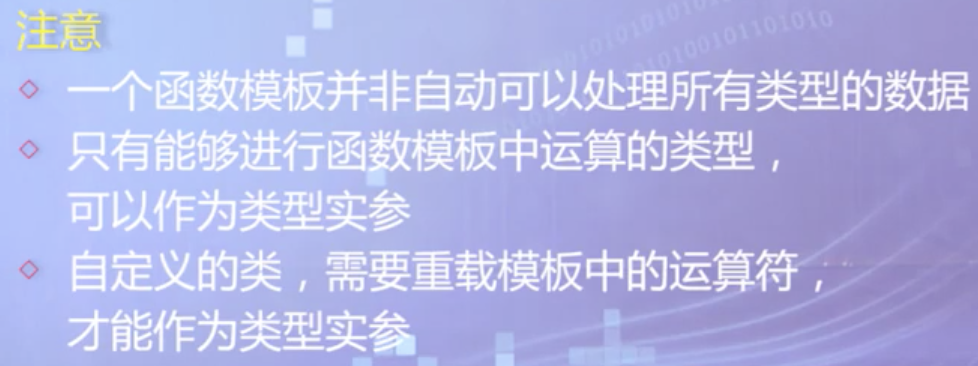 注意
一个函数模板并非自动可以处理所有类型的数据
只有能够进行函数模板中运算的类型，
可以作为类型实参
自定义的类，需要重载模板中的运算符，
才能作为类型实参